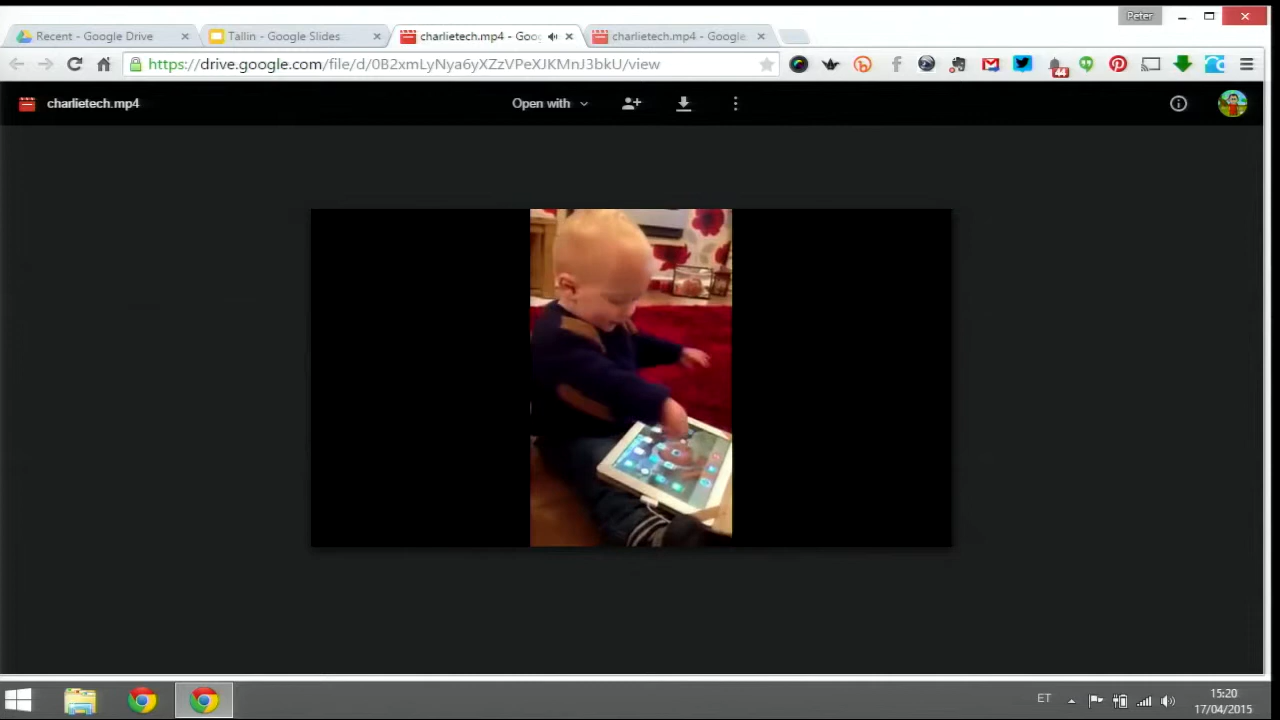 Peter
Recent - Google Drive
Tallin - Google Slides
charlietech.mp4 - Goo
charlietech.mp4 - Google
https://drive.google.com/file/d/0B2xmLyNya6yXZzVPeXJKMnJ3bkU/view
44
charlietech.mp4
Open with
ET
15:20
17/04/2015